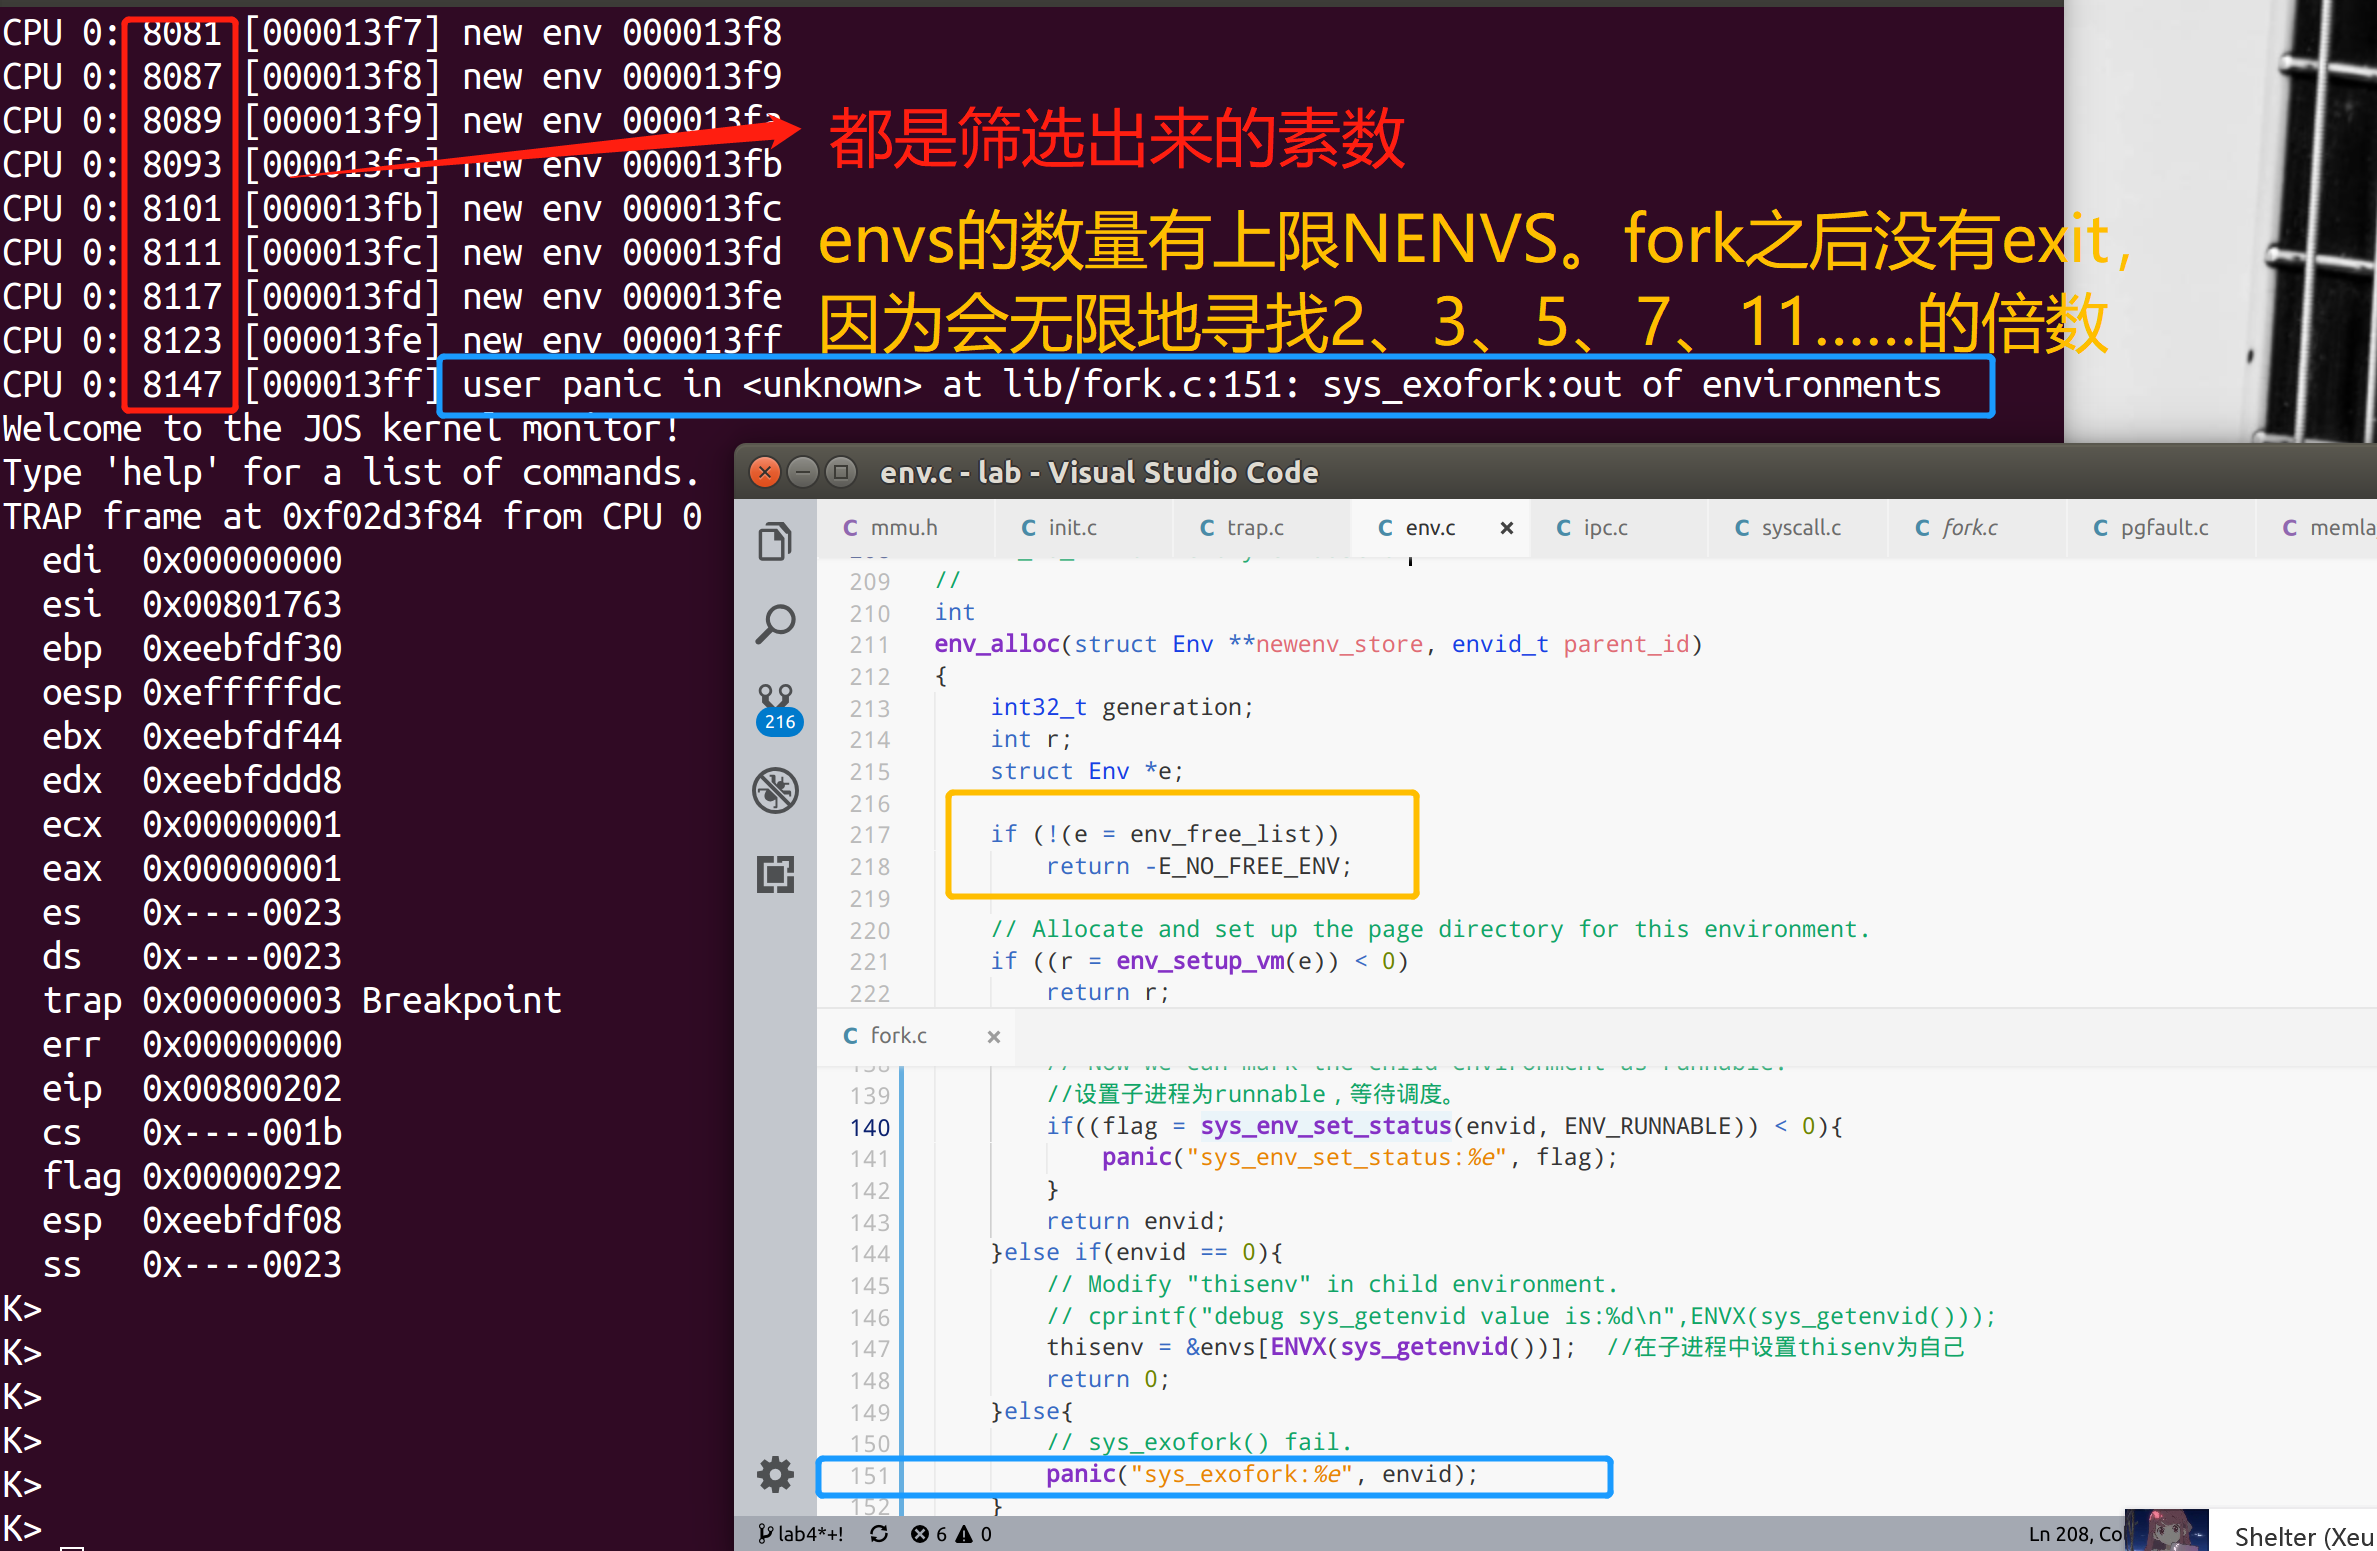 CPU 0: 8081 [000013f7] new env 000013f8
CPU 0: 8087 [000013f8] new env 000013f9
CPU 0: 8089 [000013f9] new env 000013fa
CPU 0: 8093 [000013fa] new env 000013fb
CPU 0: 8101 [000013fb] new env 000013fc
CPU 0: 8111 [000013fc] new env 000013fd
CPU 0: 8117 [000013fd] new env 000013fe
CPU 0: 8123 [000013fe] new env 000013ff
CPU 0: 8147 [000013ff] user panic in <unknown> at lib/fork.c:151: sys_exofork:out of environments
都是筛选出来的素数
envs的数量有上限NENVS。fork之后没有exit，
因为会无限地寻找2、3、5、7、11……的倍数
Welcome to the JOS kernel monitor!
Type 'help' for a list of commands.
TRAP frame at 0xf02d3f84 from CPU 0
edi 0x00000000
esi 0x00801763
ebp 0xeebfdf30
oesp 0xefffffdc
ebx 0xeebfdf44
edx 0xeebfddd8
ecx 0x00000001
eax 0x00000001
es 0x----0023
ds 0x----0023
trap 0x00000003 Breakpoint
err 0x00000000
eip 0x00800202
cs 0x----001b
flag 0x00000292
esp 0xeebfdf08
ss 0x----0023
K>
K>
K>
K>
K>
K>
env.c - lab - Visual Studio Code
C mmu.h C init.c C trap.c C env.c × C ipc.c C syscall.c C fork.c C pgfault.c C memla
216
209 //
210 int
211 env_alloc(struct Env **newenv_store, envid_t parent_id)
212 {
213 int32_t generation;
214 int r;
215 struct Env *e;
216
217 if (!(e = env_free_list))
218 return -E_NO_FREE_ENV;
219
220 // Allocate and set up the page directory for this environment.
221 if ((r = env_setup_vm(e)) < 0)
222 return r;
C fork.c ×
138 // Now we can mark the child environment as runnable.
139 //设置子进程为runnable，等待调度。
140 if((flag = sys_env_set_status(envid, ENV_RUNNABLE)) < 0){
141 panic("sys_env_set_status:%e", flag);
142 }
143 return envid;
144 }else if(envid == 0){
145 // Modify "thisenv" in child environment.
146 // cprintf("debug sys_getenvid value is:%d\n",ENVX(sys_getenvid()));
147 thisenv = &envs[ENVX(sys_getenvid())]; //在子进程中设置thisenv为自己
148 return 0;
149 }else{
150 // sys_exofork() fail.
151 panic("sys_exofork:%e", envid);
152 }
lab4*+! 6 0 Ln 208, Co
Shelter (Xeu